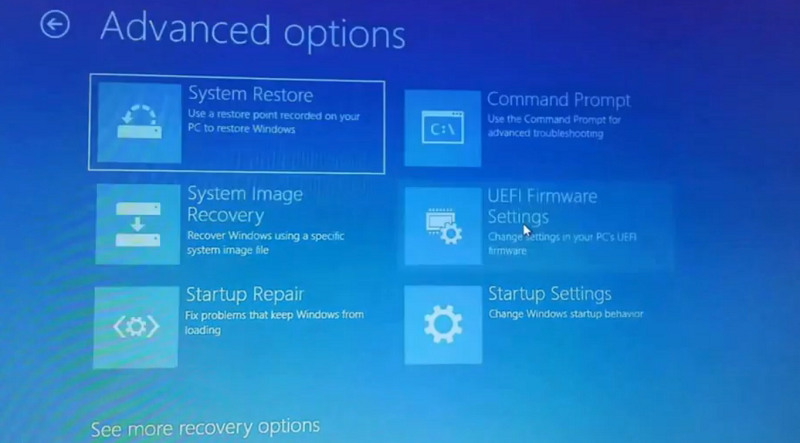 Advanced options
System Restore
Use a restore point recorded on your
PC to restore Windows
Command Prompt
Use the Command Prompt for
advanced troubleshooting
C:\
System Image
Recovery
Recover Windows using a specific
system image file
UEFI Firmware
Settings
Change settings in your PC's UEFI
firmware
Startup Repair
Fix problems that keep Windows from
loading
Startup Settings
Change Windows startup behavior
See more recovery options